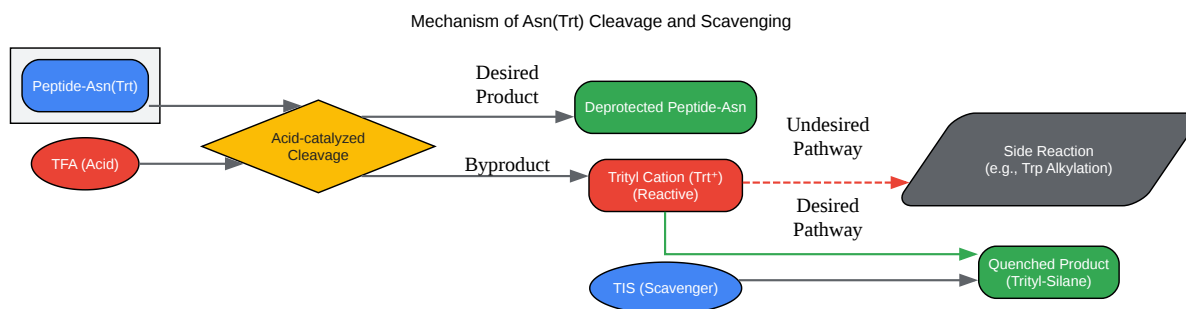 Mechanism of Asn(Trt) Cleavage and Scavenging
Peptide-Asn(Trt)
TFA (Acid)
Acid-catalyzed
Cleavage
Desired
Product
Byproduct
Deprotected Peptide-Asn
Trityl Cation (Trt⁺)
(Reactive)
Undesired
Pathway
Side Reaction
(e.g., Trp Alkylation)
Desired
Pathway
TIS (Scavenger)
Quenched Product
(Trityl-Silane)